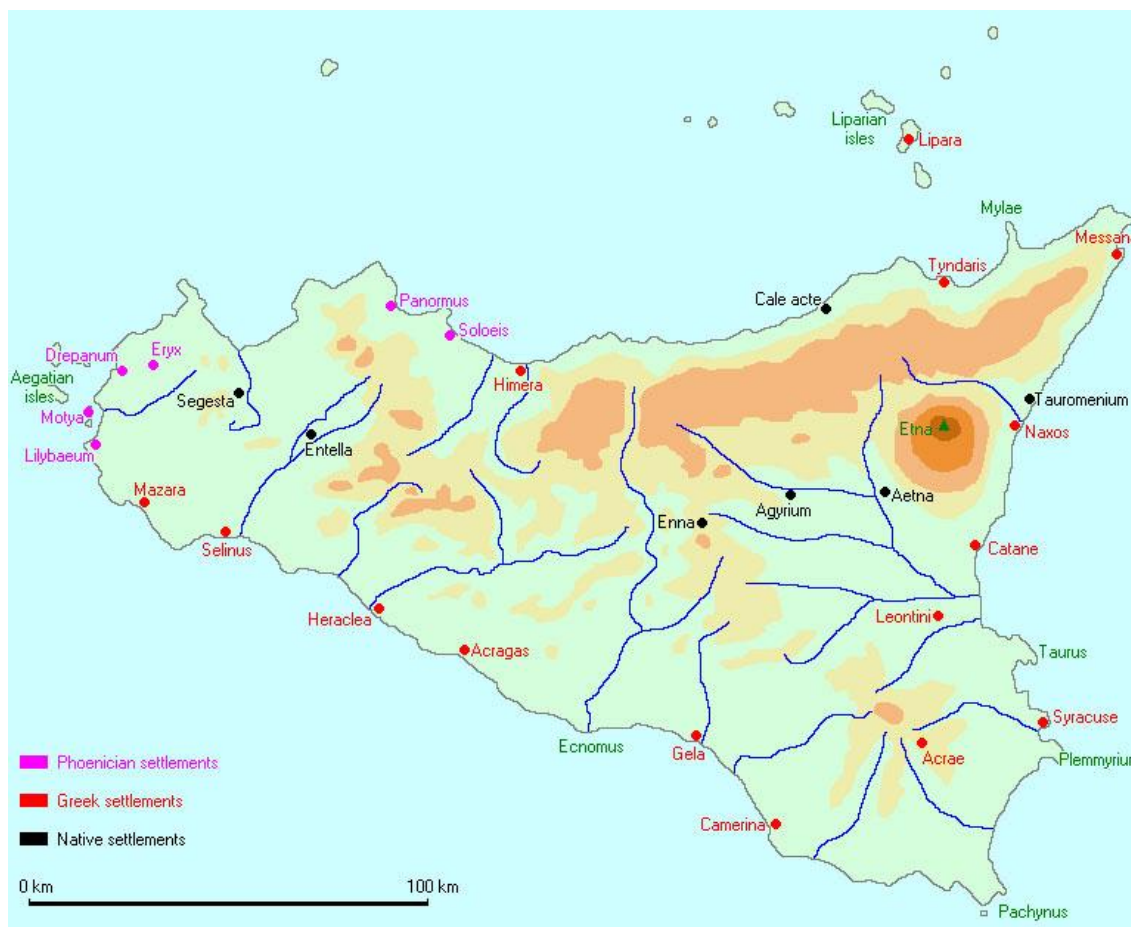 Liparian
isles
Lipara
Mylae
Messan
Tyndaris
Cale acte
Panormus
Soloeis
Drepanum
Eryx
Aegatian
isles
Himera
Segesta
Tauromenium
Motya
Etna
Naxos
Entella
Lilybaeum
Mazara
Aetna
Agyrium
Enna
Selinus
Catane
Heraclea
Leontini
Acragas
Taurus
Syracuse
Ecnomus
Gela
Acrae
Plemmyrium
Phoenician settlements
Greek settlements
Camerina
Native settlements
0 km
100 km
Pachynus